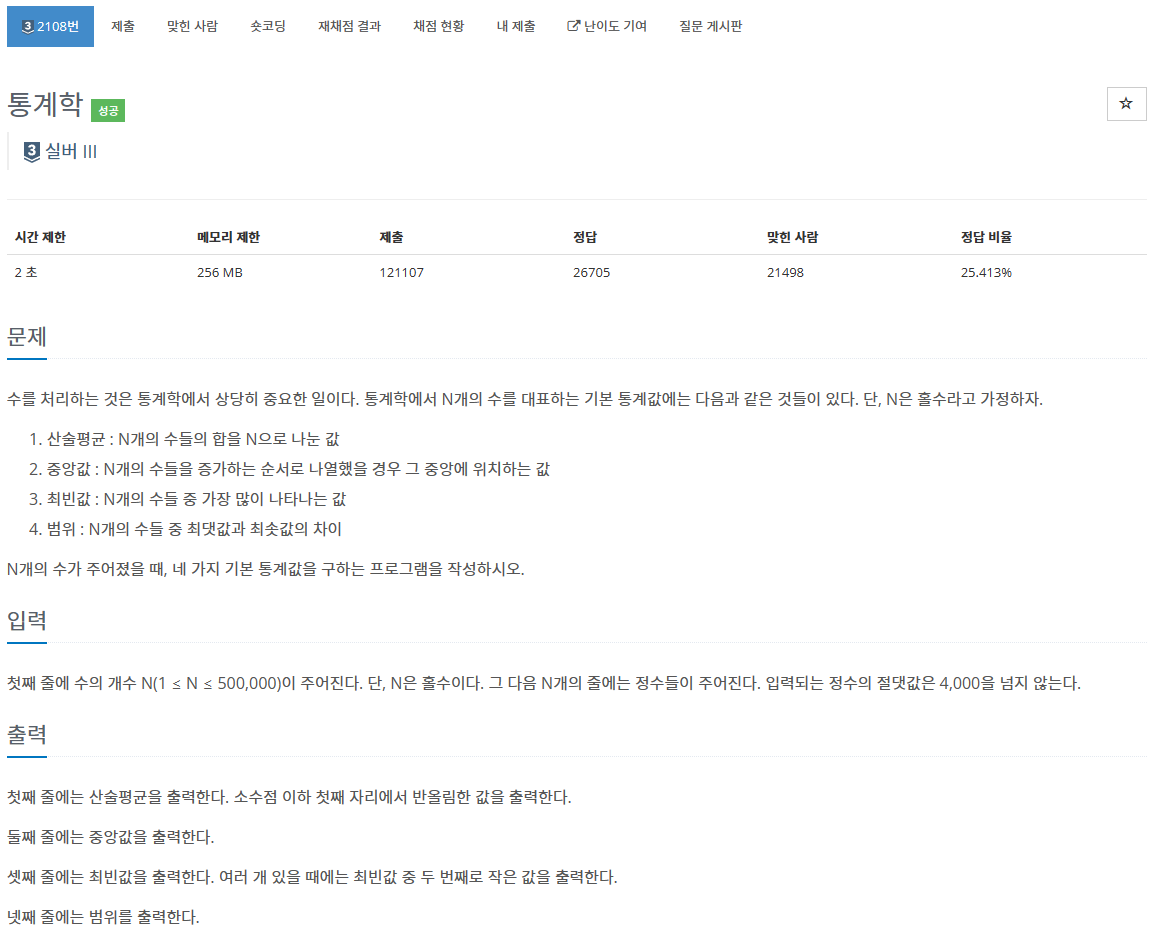 3 2108번 제출 맞힌 사람 숏코딩 재채점 결과 채점 현황 내 제출 난이도 기여 질문 게시판
통계학 성공
3 실버 III
시간 제한 메모리 제한 제출 정답 맞힌 사람 정답 비율
2 초 256 MB 121107 26705 21498 25.413%
문제
수를 처리하는 것은 통계학에서 상당히 중요한 일이다. 통계학에서 N개의 수를 대표하는 기본 통계값에는 다음과 같은 것들이 있다. 단, N은 홀수라고 가정하자.
1. 산술평균 : N개의 수들의 합을 N으로 나눈 값
2. 중앙값 : N개의 수들을 증가하는 순서로 나열했을 경우 그 중앙에 위치하는 값
3. 최빈값 : N개의 수들 중 가장 많이 나타나는 값
4. 범위 : N개의 수들 중 최댓값과 최솟값의 차이
N개의 수가 주어졌을 때, 네 가지 기본 통계값을 구하는 프로그램을 작성하시오.
입력
첫째 줄에 수의 개수 N(1 ≤ N ≤ 500,000)이 주어진다. 단, N은 홀수이다. 그 다음 N개의 줄에는 정수들이 주어진다. 입력되는 정수의 절댓값은 4,000을 넘지 않는다.
출력
첫째 줄에는 산술평균을 출력한다. 소수점 이하 첫째 자리에서 반올림한 값을 출력한다.
둘째 줄에는 중앙값을 출력한다.
셋째 줄에는 최빈값을 출력한다. 여러 개 있을 때에는 최빈값 중 두 번째로 작은 값을 출력한다.
넷째 줄에는 범위를 출력한다.